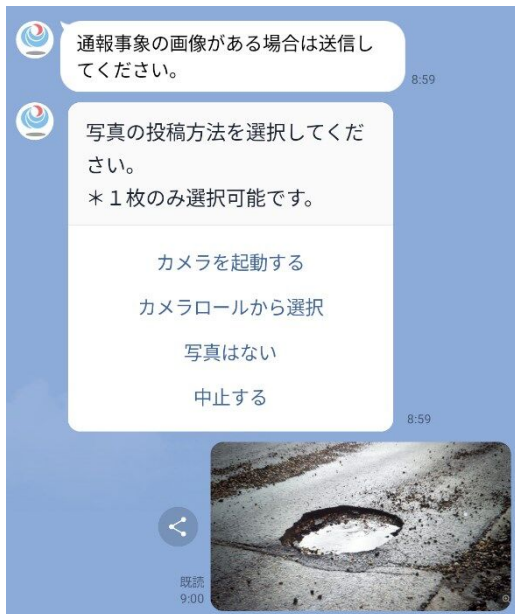 通報事象の画像がある場合は送信し
てください。
8:59
写真の投稿方法を選択してくだ
さい。
＊１枚のみ選択可能です。
カメラを起動する
カメラロールから選択
写真はない
中止する
8:59
既読
9:00